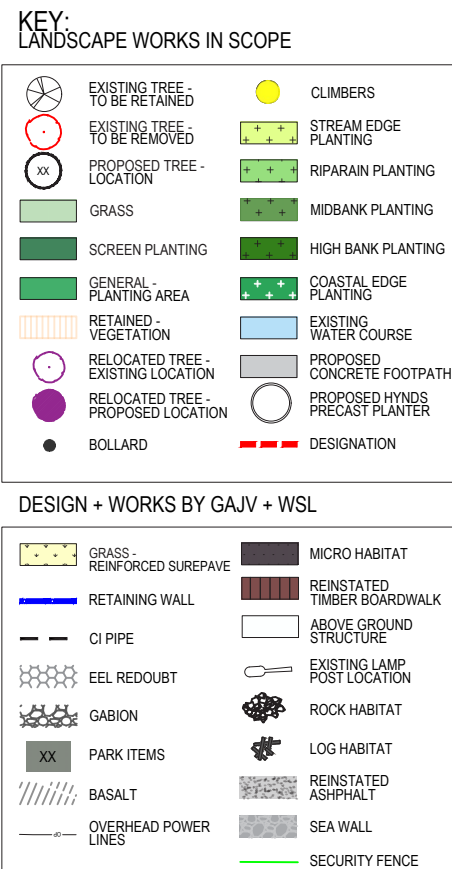 KEY:
LANDSCAPE WORKS IN SCOPE
EXISTING TREE -
TO BE RETAINED
EXISTING TREE -
TO BE REMOVED
XX
PROPOSED TREE -
LOCATION
GRASS
SCREEN PLANTING
GENERAL -
PLANTING AREA
RETAINED -
VEGETATION
RELOCATED TREE -
EXISTING LOCATION
RELOCATED TREE -
PROPOSED LOCATION
BOLLARD
CLIMBERS
STREAM EDGE
PLANTING
RIPARAIN PLANTING
MIDBANK PLANTING
HIGH BANK PLANTING
COASTAL EDGE
PLANTING
EXISTING
WATER COURSE
PROPOSED
CONCRETE FOOTPATH
PROPOSED HYNDS
PRECAST PLANTER
DESIGNATION
DESIGN + WORKS BY GAJV + WSL
GRASS -
REINFORCED SUREPAVE
RETAINING WALL
CI PIPE
EEL REDOUBT
GABION
XX
PARK ITEMS
BASALT
OP
OVERHEAD POWER
LINES
MICRO HABITAT
REINSTATED
TIMBER BOARDWALK
ABOVE GROUND
STRUCTURE
EXISTING LAMP
POST LOCATION
ROCK HABITAT
LOG HABITAT
REINSTATED
ASHPHALT
SEA WALL
SECURITY FENCE